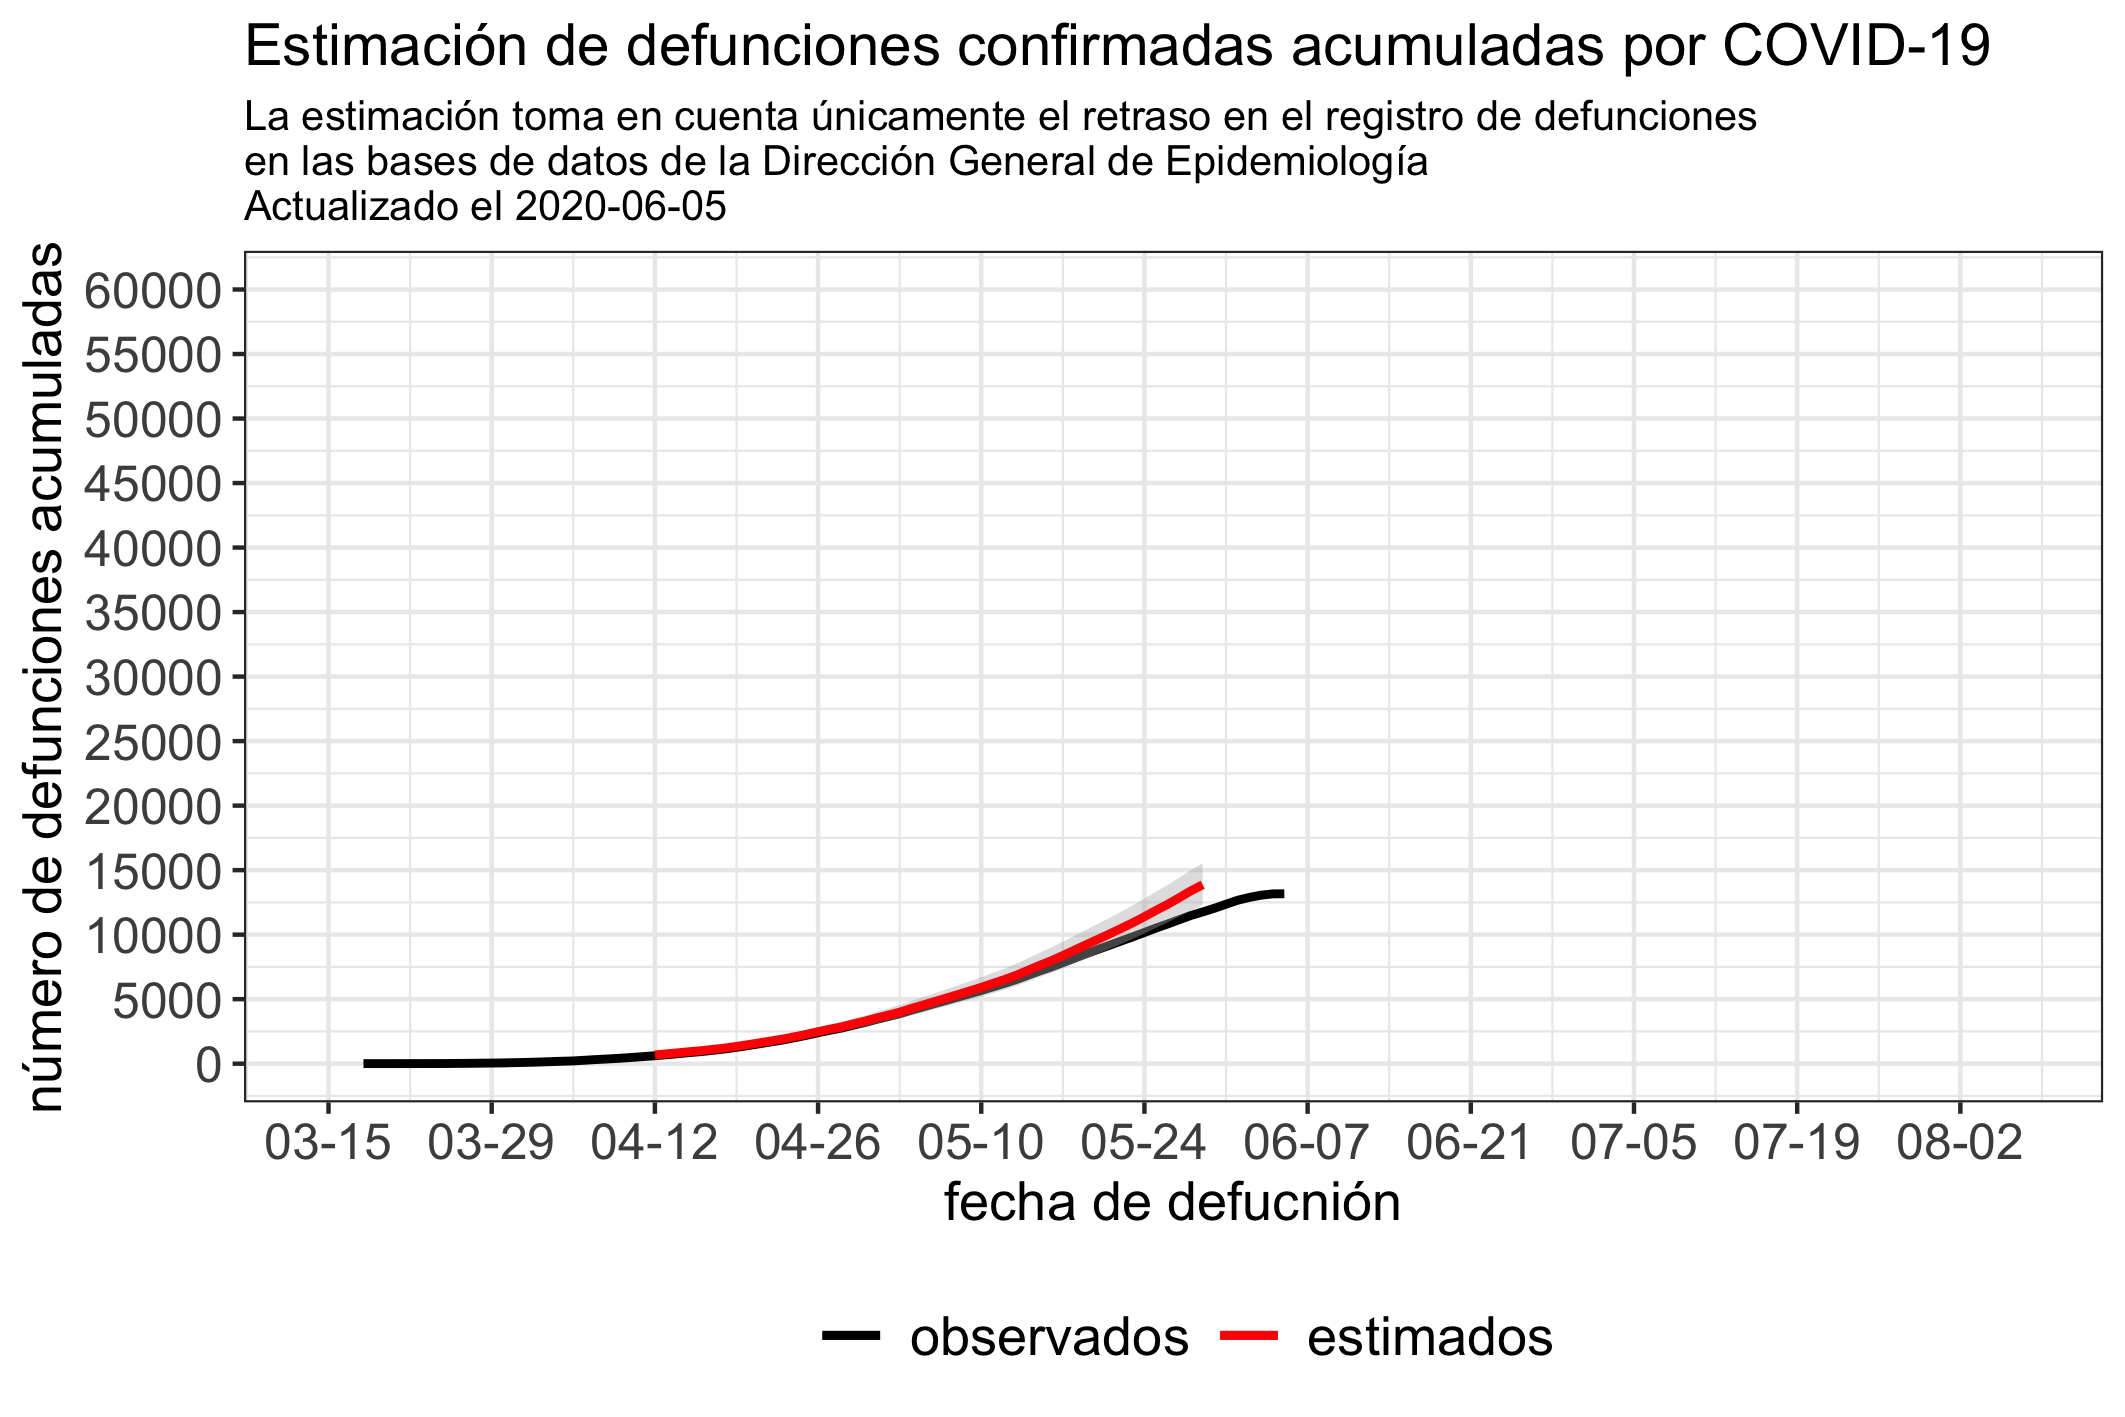 Estimación de defunciones confirmadas acumuladas por COVID-19
La estimación toma en cuenta únicamente el retraso en el registro de defunciones
en las bases de datos de la Dirección General de Epidemiología
Actualizado el 2020-06-05
número de defunciones acumuladas
60000
55000
50000
45000
40000
35000
30000
25000
20000
15000
10000
5000
0
03-15 03-29 04-12 04-26 05-10 05-24 06-07 06-21 07-05 07-19 08-02
fecha de defucnión
observados estimados